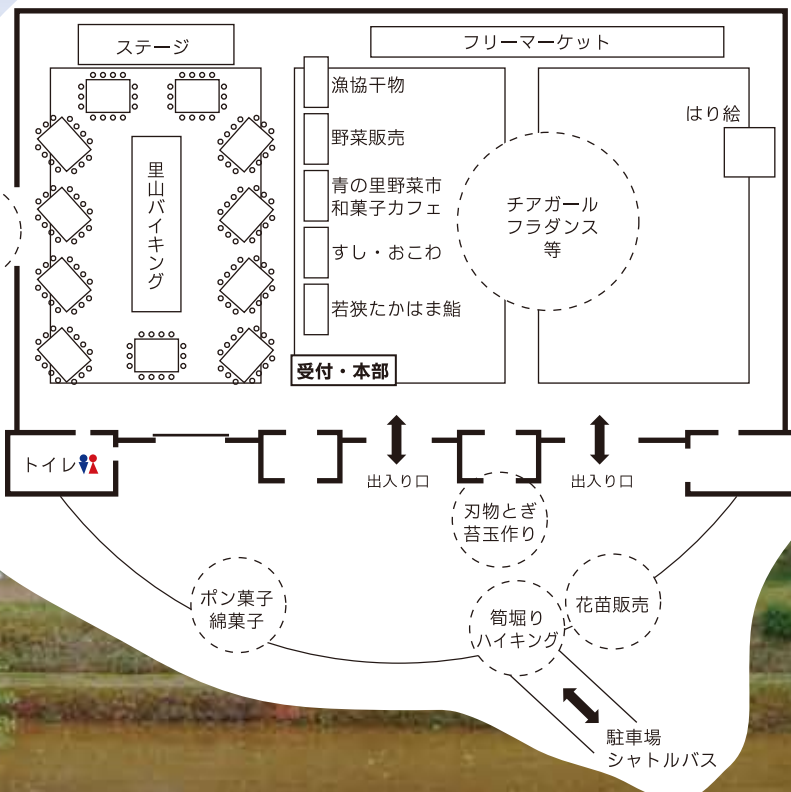 ステージ
フリーマーケット
漁協干物
はり絵
野菜販売
里山バイキング
青の里野菜市
和菓子カフェ
チアガール
フラダンス
等
すし・おこわ
若狭たかはま鮨
受付・本部
トイレ
出入り口
出入り口
刃物とぎ
苔玉作り
ポン菓子
綿菓子
筍堀り
ハイキング
花苗販売
駐車場
シャトルバス